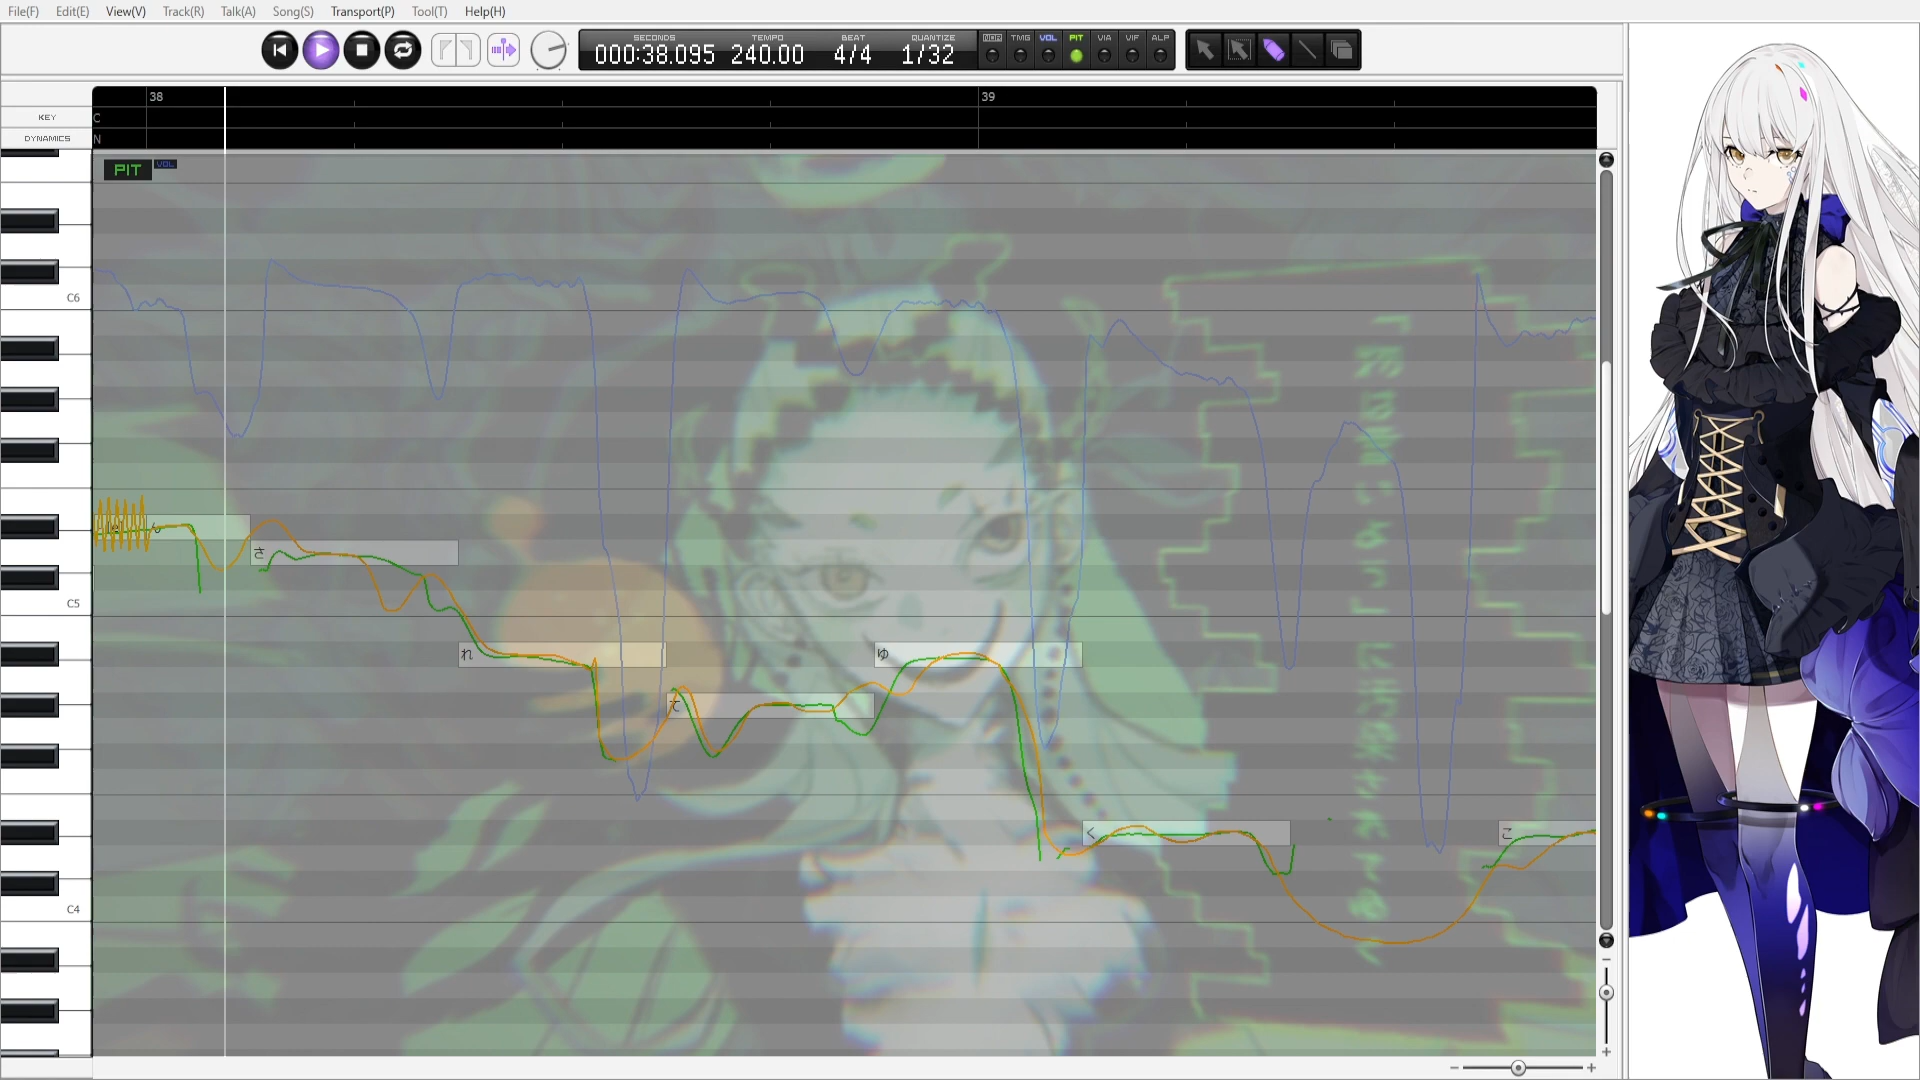 File(F) Edit(E) View(V) Track(R) Talk(A) Song(S) Transport(P) Tool(T) Help(H)
SECONDS TEMPO BEAT QUANTIZE NOR TMG VOL PIT VIA VIF ALP
000:38.095 240.00 4/4 1/32
38 39
KEY C
DYNAMICS N
PIT VOL
C6
ん
さ
C5
れ
ゆ
て
く こ
C4